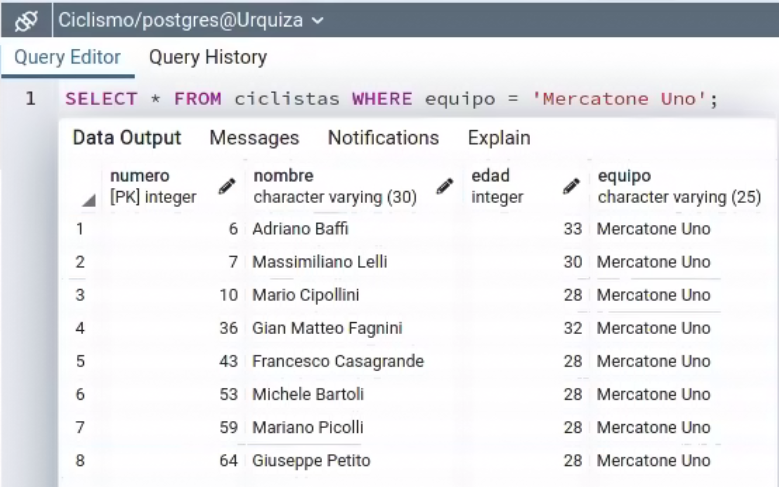 Ciclismo/postgres@Urquiza
Query Editor Query History
1 SELECT * FROM ciclistas WHERE equipo = 'Mercatone Uno';
Data Output Messages Notifications Explain
numero nombre edad equipo
[PK] integer character varying (30) integer character varying (25)
1 6 Adriano Baffi 33 Mercatone Uno
2 7 Massimiliano Lelli 30 Mercatone Uno
3 10 Mario Cipollini 28 Mercatone Uno
4 36 Gian Matteo Fagnini 32 Mercatone Uno
5 43 Francesco Casagrande 28 Mercatone Uno
6 53 Michele Bartoli 28 Mercatone Uno
7 59 Mariano Picolli 28 Mercatone Uno
8 64 Giuseppe Petito 28 Mercatone Uno